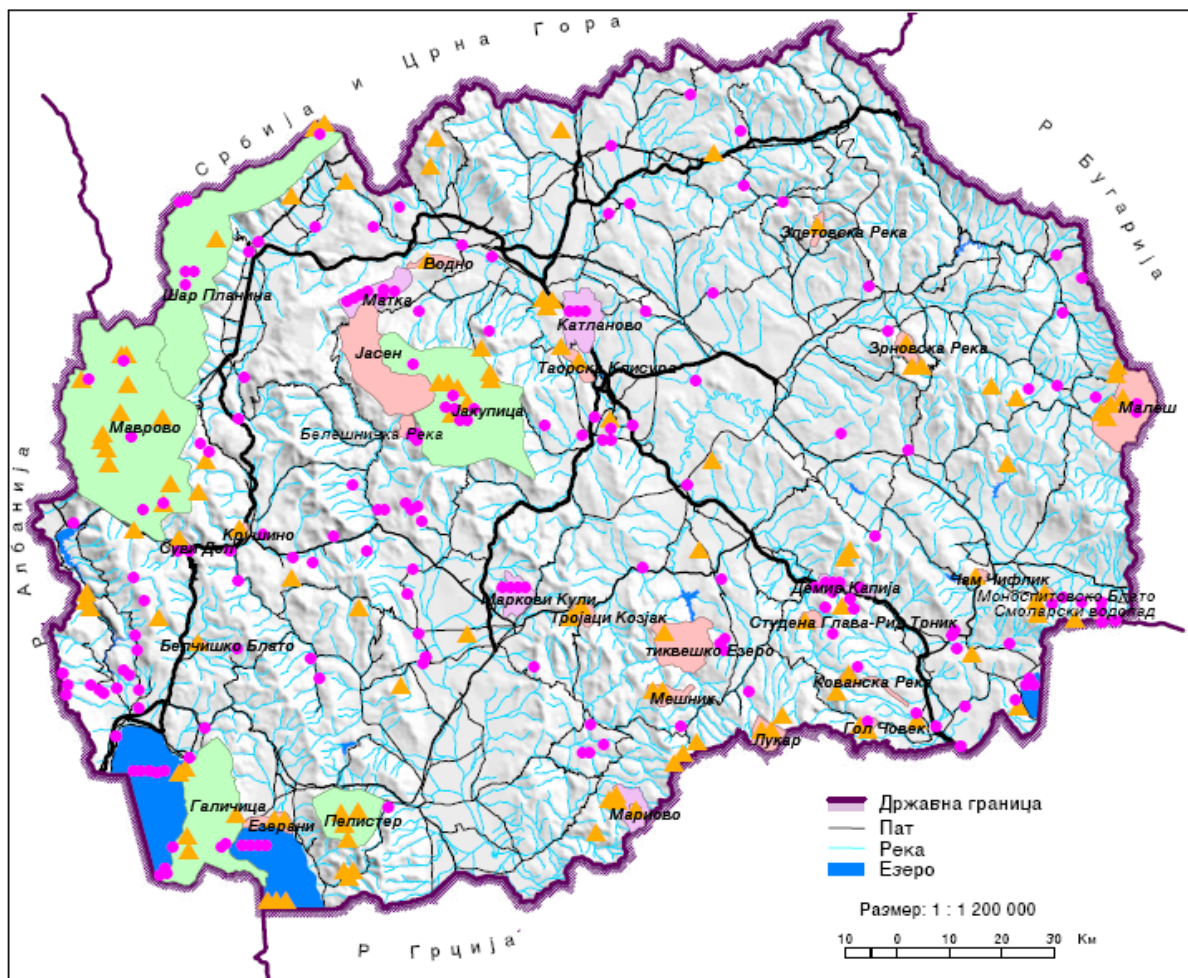 Србија и Црна Гора
Р Бугарија
Злетовска Река
Водно
Шар Планина
Матка
Катланово
Јасен
Зрновска Река
Таорска Клисура
Маврово
Јакупица
Малеш
Белешничка Река
Р Албанија
Крушино
Суви Дол
Чам Чифлик
Демир Капија
Моноспитовско Блато
Маркови Кули
Смоларски водопад
Тројаци Козјак
Студена Глава-Рид Трник
Белчишко Блато
тиквешко Езеро
Кованска Река
Мешник
Лукар
Гол Човек
Галичица
Езерани
Пелистер
Мариово
Државна граница
Пат
Река
Езеро
Размер: 1 : 1 200 000
10 0 10 20 30 Км
Р Грција